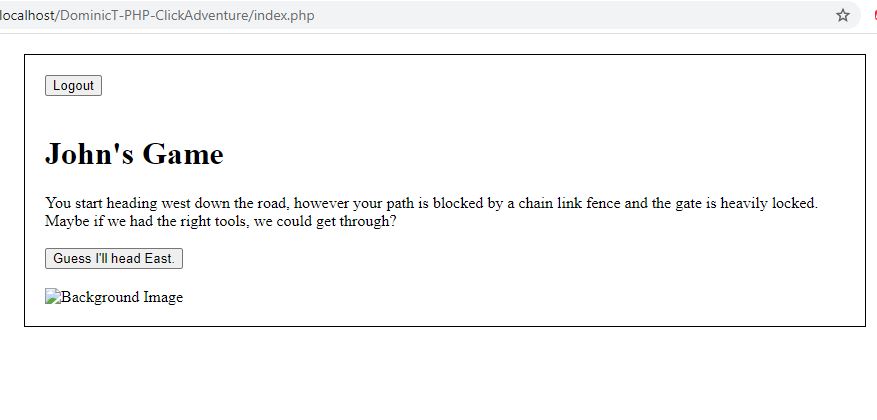 localhost/DominicT-PHP-ClickAdventure/index.php
Logout
John's Game
You start heading west down the road, however your path is blocked by a chain link fence and the gate is heavily locked.
Maybe if we had the right tools, we could get through?
Guess I'll head East.
Background Image